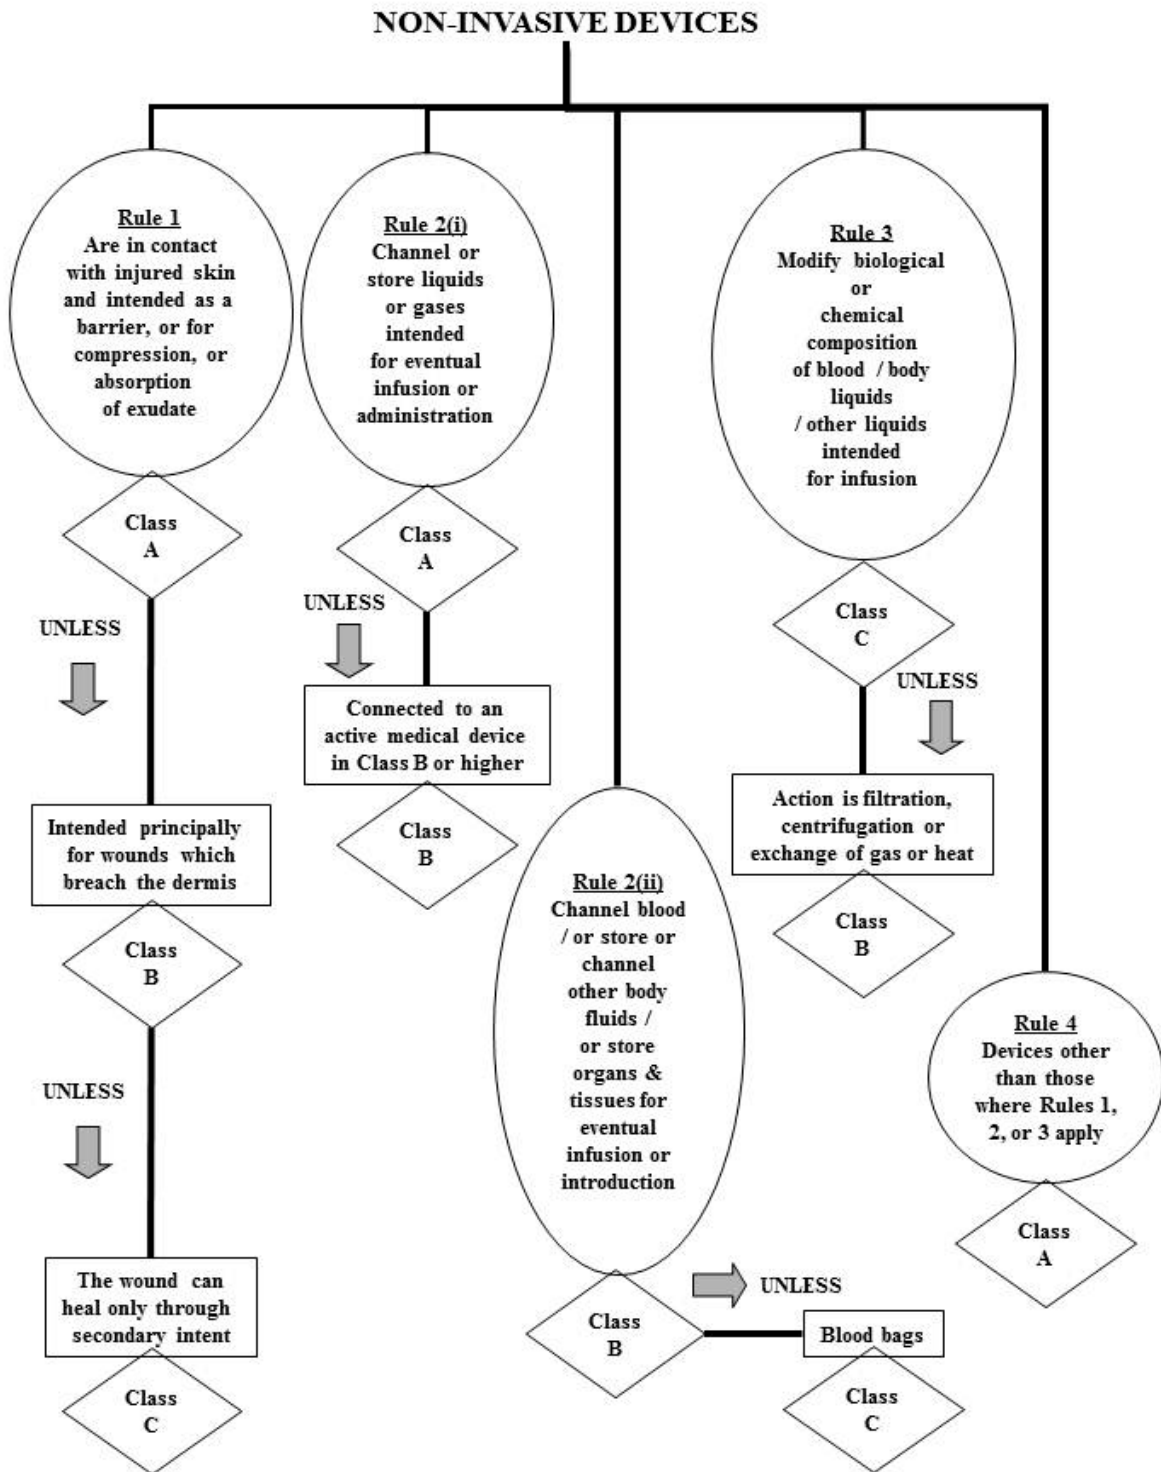 NON-INVASIVE DEVICES
Rule 1
Are in contact
with injured skin
and intended as a
barrier, or for
compression, or
absorption
of exudate
Class
A
UNLESS
Intended principally
for wounds which
breach the dermis
Class
B
UNLESS
The wound can
heal only through
secondary intent
Class
C
Rule 2(i)
Channel or
store liquids
or gases
intended
for eventual
infusion or
administration
Class
A
UNLESS
Connected to an
active medical device
in Class B or higher
Class
B
Rule 2(ii)
Channel blood
/ or store or
channel
other body
fluids /
or store
organs &
tissues for
eventual
infusion or
introduction
Class
B
UNLESS
Blood bags
Class
C
Rule 3
Modify biological
or
chemical
composition
of blood / body
liquids
/ other liquids
intended
for infusion
Class
C
UNLESS
Action is filtration,
centrifugation or
exchange of gas or heat
Class
B
Rule 4
Devices other
than those
where Rules 1,
2, or 3 apply
Class
A